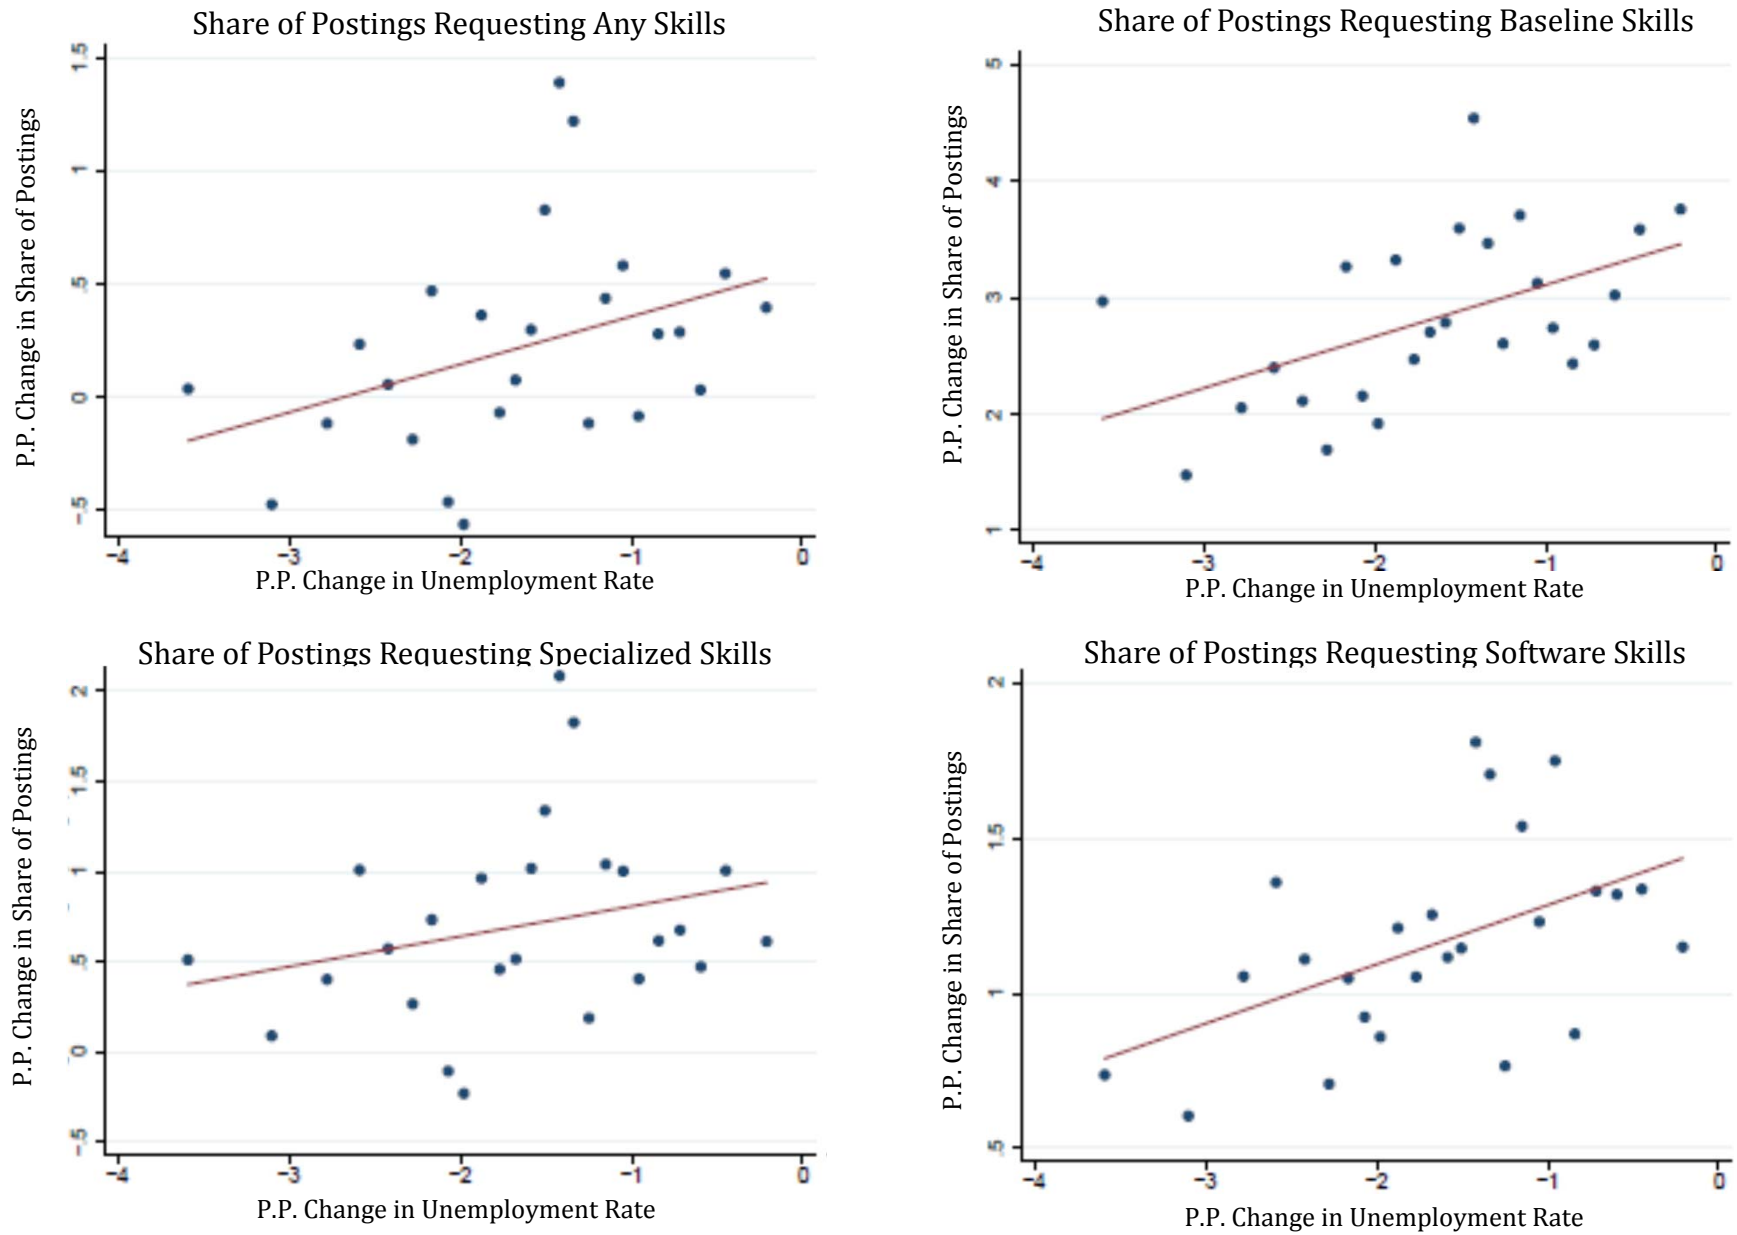 Share of Postings Requesting Any Skills
P.P. Change in Share of Postings
1.5
1
.5
0
-.5
-4 -3 -2 -1 0
P.P. Change in Unemployment Rate
Share of Postings Requesting Baseline Skills
P.P. Change in Share of Postings
5
4
3
2
1
-4 -3 -2 -1 0
P.P. Change in Unemployment Rate
Share of Postings Requesting Specialized Skills
P.P. Change in Share of Postings
2
1.5
1
.5
0
-.5
-4 -3 -2 -1 0
P.P. Change in Unemployment Rate
Share of Postings Requesting Software Skills
P.P. Change in Share of Postings
2
1.5
1
.5
-4 -3 -2 -1 0
P.P. Change in Unemployment Rate